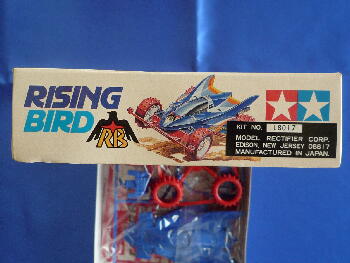 RISING
BIRD
RB
KIT NO. 18017
MODEL RECTIFIER CORP.
EDISON, NEW JERSEY 08817
MANUFACTURED IN JAPAN.